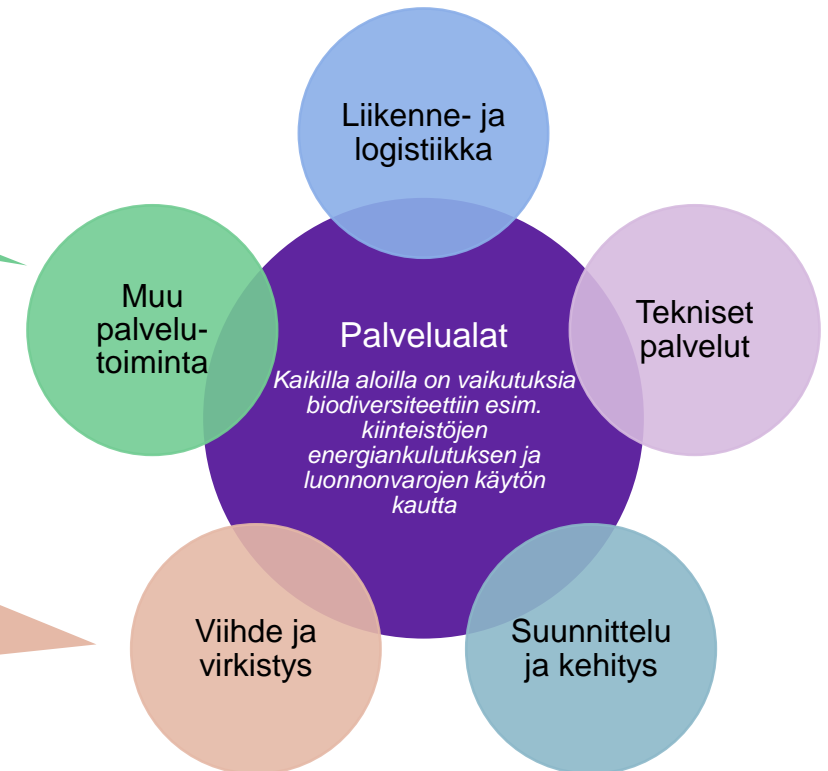 Liikenne- ja
logistiikka
Muu
palvelu-
toiminta
Tekniset
palvelut
Palvelualat
Kaikilla aloilla on vaikutuksia
biodiversiteettiin esim.
kiinteistöjen
energiankulutuksen ja
luonnonvarojen käytön
kautta
Viihde ja
virkistys
Suunnittelu
ja kehitys